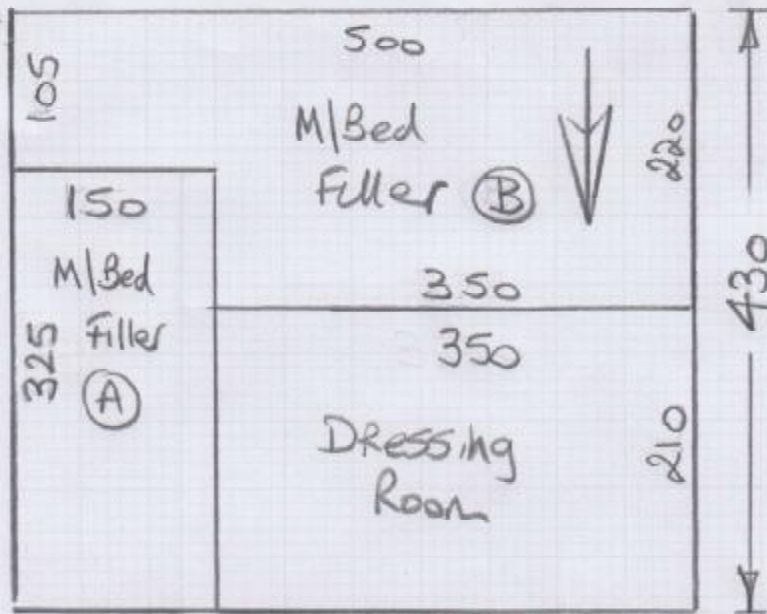 500
105
M/Bed
Filler B
220
430
150
M/Bed
Filler
A
325
350
350
Dressing
Room
210